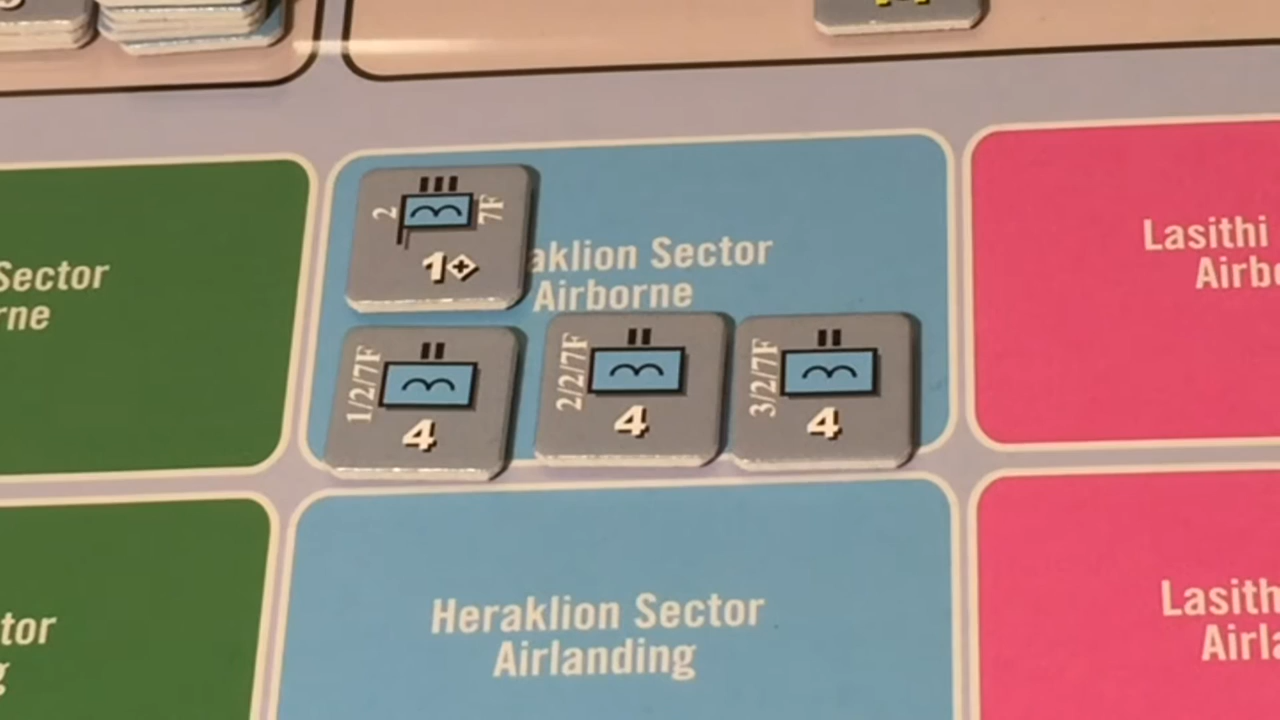 2
7F
1
aklion Sector
Airborne
Sector
rne
Lasithi
Airbo
1/2/7F
4
2/2/7F
4
3/2/7F
4
Heraklion Sector
Airlanding
tor
g
Lasith
Airla